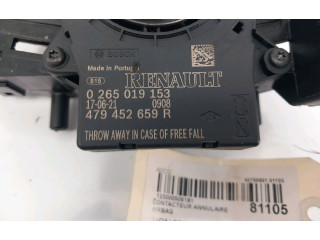 BOSCH
Made in Portugal
RENAULT
0 265 019 153
17-06-21 0908
479 452 659 R
THROW AWAY IN CASE OF FREE FALL
81105
CONTACTEUR ANNULAIRE
AIRBAG